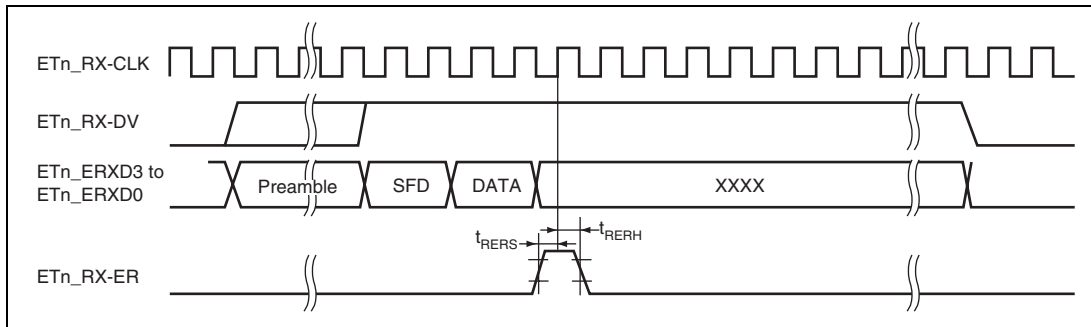 ETn_RX-CLK
ETn_RX-DV
ETn_ERXD3 to
ETn_ERXD0
Preamble
SFD
DATA
XXXX
tRERS
tRERH
ETn_RX-ER